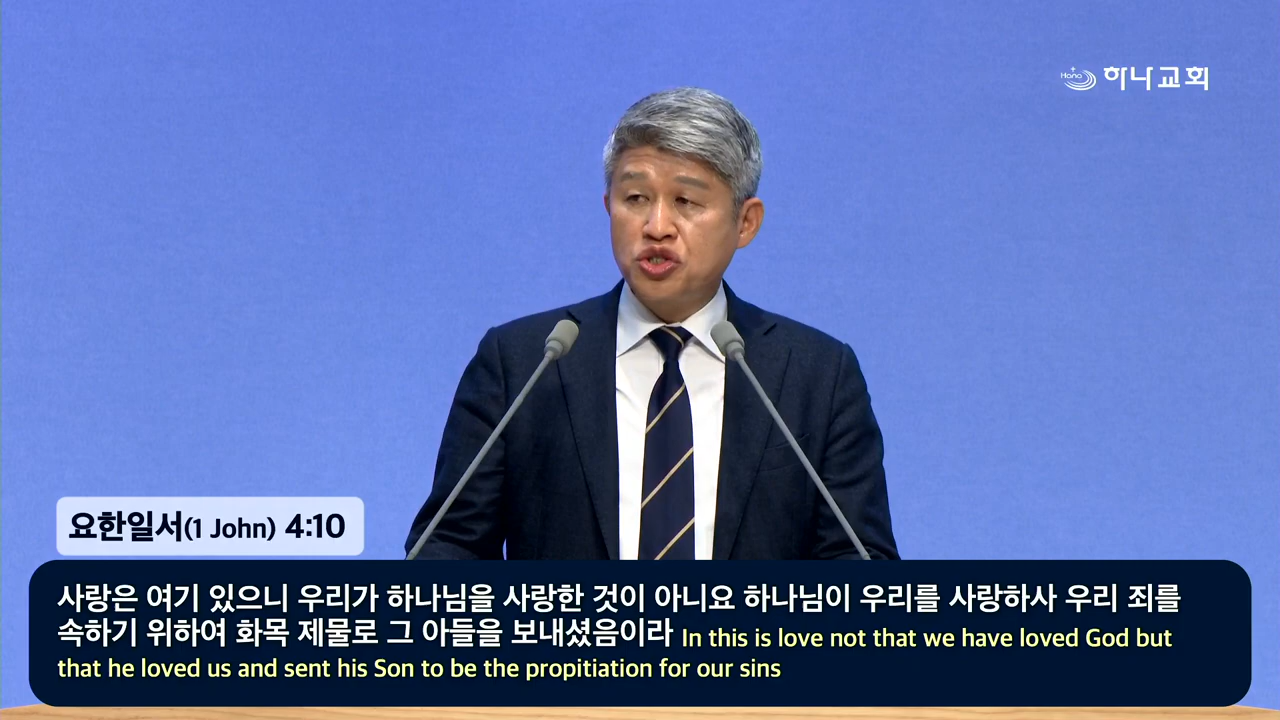 Hana 하나교회
요한일서(1 John) 4:10
사랑은 여기 있으니 우리가 하나님을 사랑한 것이 아니요 하나님이 우리를 사랑하사 우리 죄를
속하기 위하여 화목 제물로 그 아들을 보내셨음이라 In this is love not that we have loved God but
that he loved us and sent his Son to be the propitiation for our sins